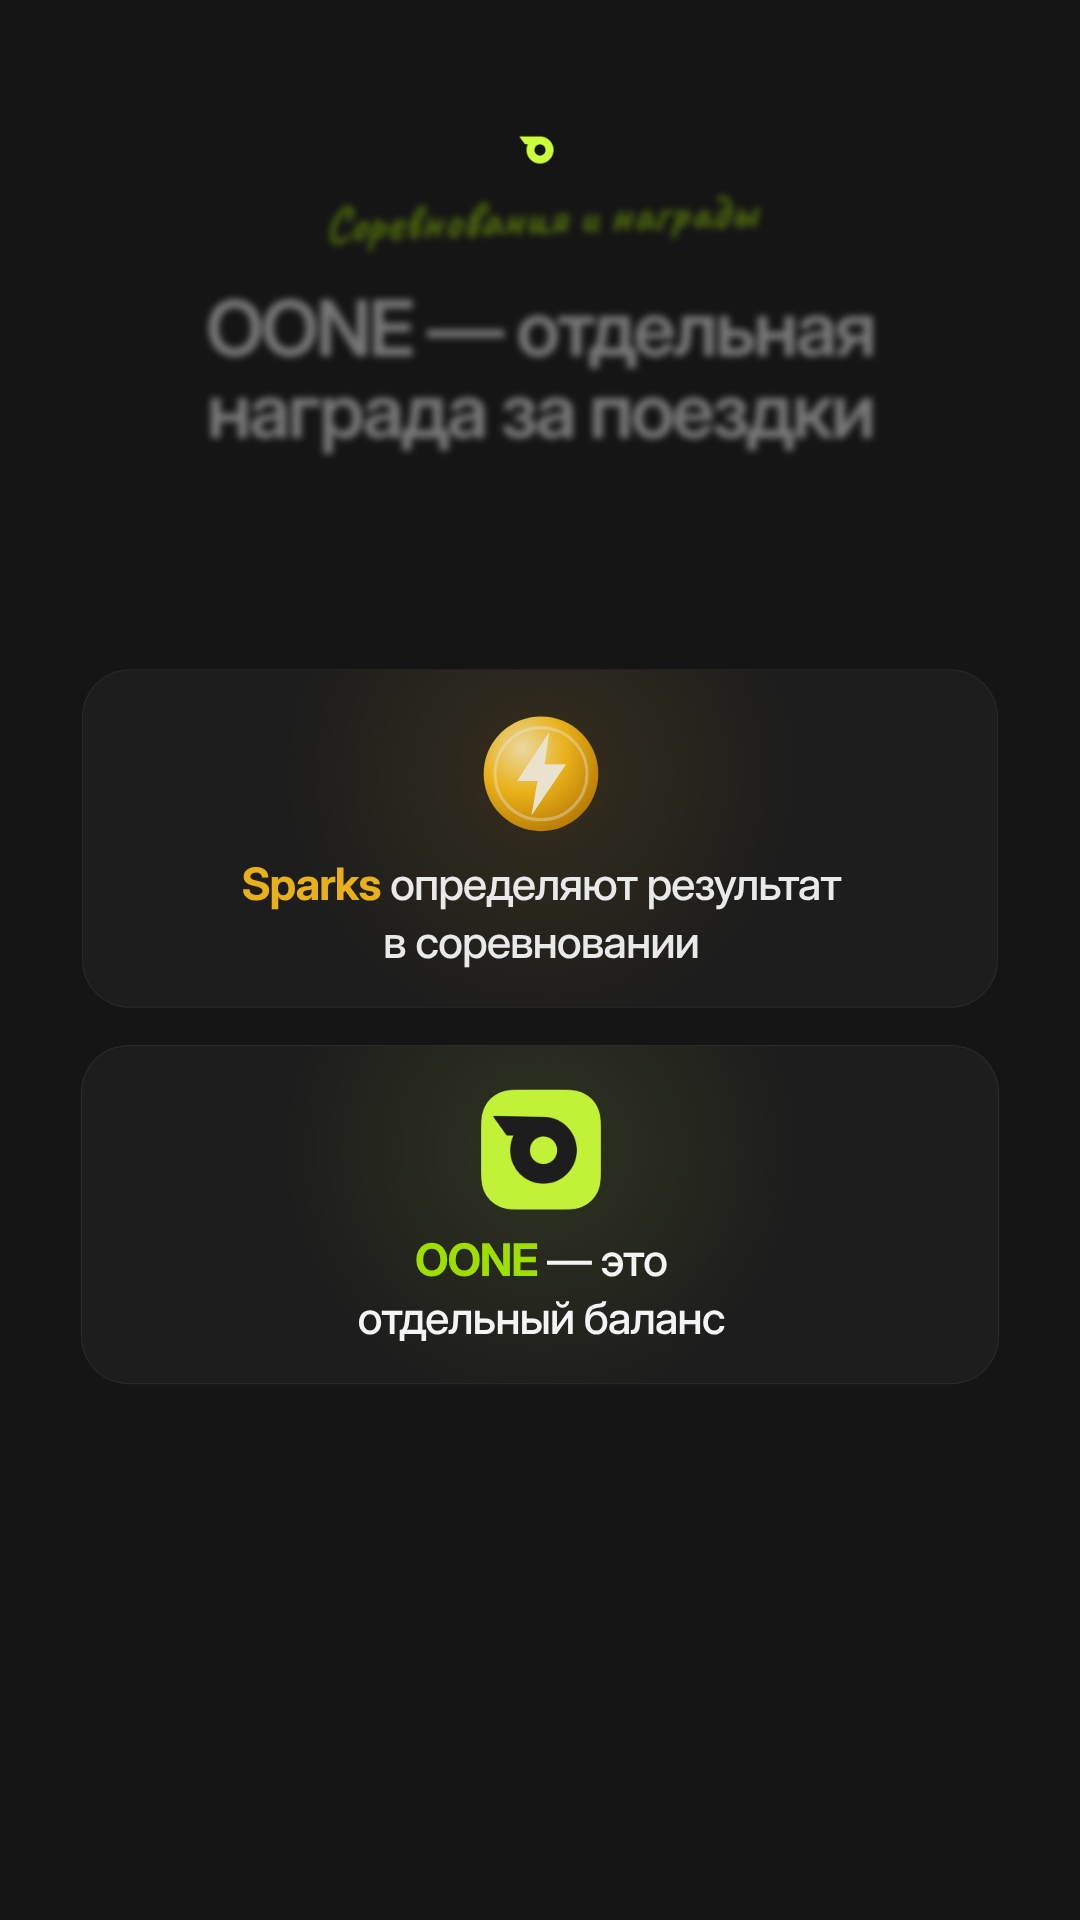 Соревнования и награды
OONE — отдельная
награда за поездки
Sparks определяют результат
в соревновании
OONE — это
отдельный баланс